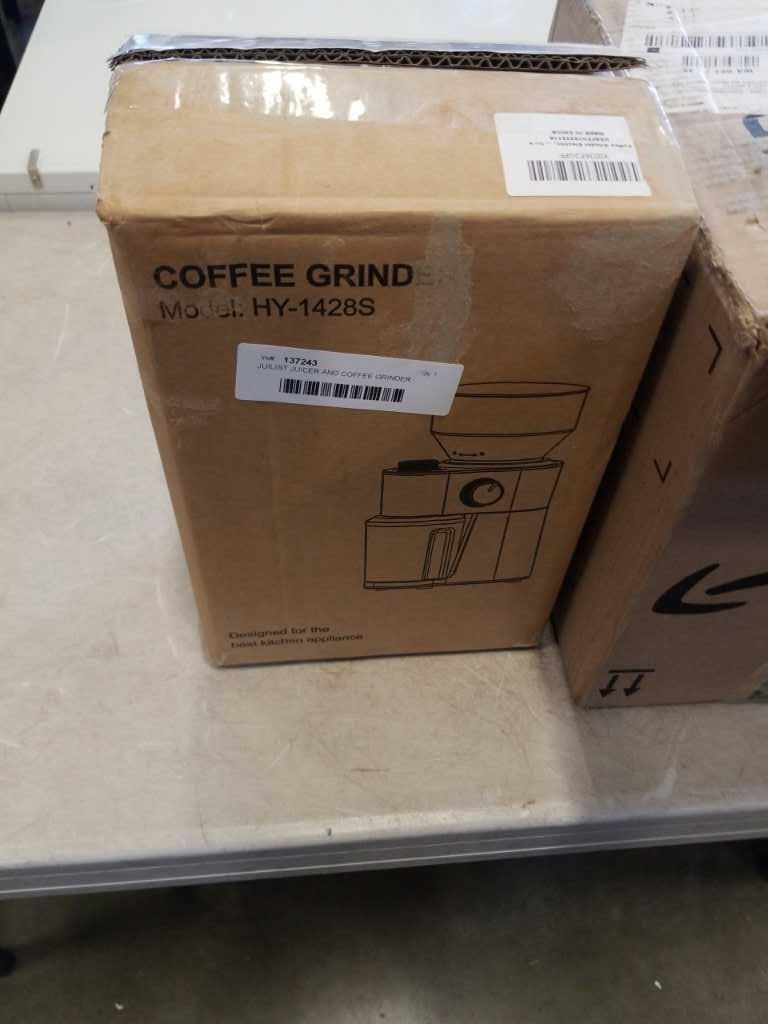 COFFEE GRINDE
Model: HY-1428S
137243
JUILIST JUICER AND COFFEE GRINDER
Designed for the
best kitchen appliance